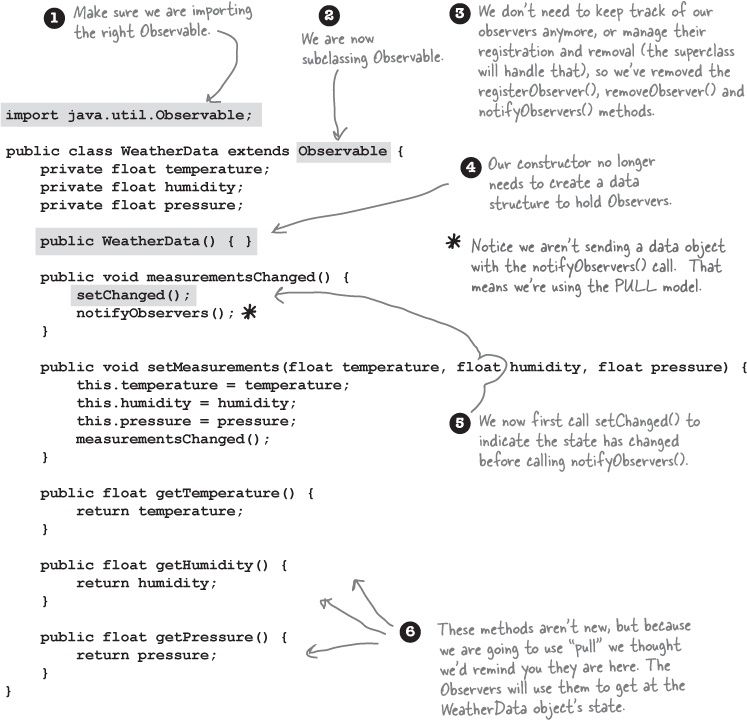 1 Make sure we are importing
the right Observable.
2
We are now
subclassing Observable.
3 We don't need to keep track of our
observers anymore, or manage their
registration and removal (the superclass
will handle that), so we've removed the
registerObserver(), removeObserver() and
notifyObservers() methods.
import java.util.Observable;
public class WeatherData extends Observable {
private float temperature;
private float humidity;
private float pressure;
4 Our constructor no longer
needs to create a data
structure to hold Observers.
public WeatherData() { }
* Notice we aren't sending a data object
with the notifyObservers() call. That
means we're using the PULL model.
public void measurementsChanged() {
setChanged();
notifyObservers(); *
}
public void setMeasurements(float temperature, float humidity, float pressure) {
this.temperature = temperature;
this.humidity = humidity;
this.pressure = pressure;
measurementsChanged();
}
5 We now first call setChanged() to
indicate the state has changed
before calling notifyObservers().
public float getTemperature() {
return temperature;
}
public float getHumidity() {
return humidity;
}
public float getPressure() {
return pressure;
}
}
6 These methods aren't new, but because
we are going to use "pull" we thought
we'd remind you they are here. The
Observers will use them to get at the
WeatherData object's state.